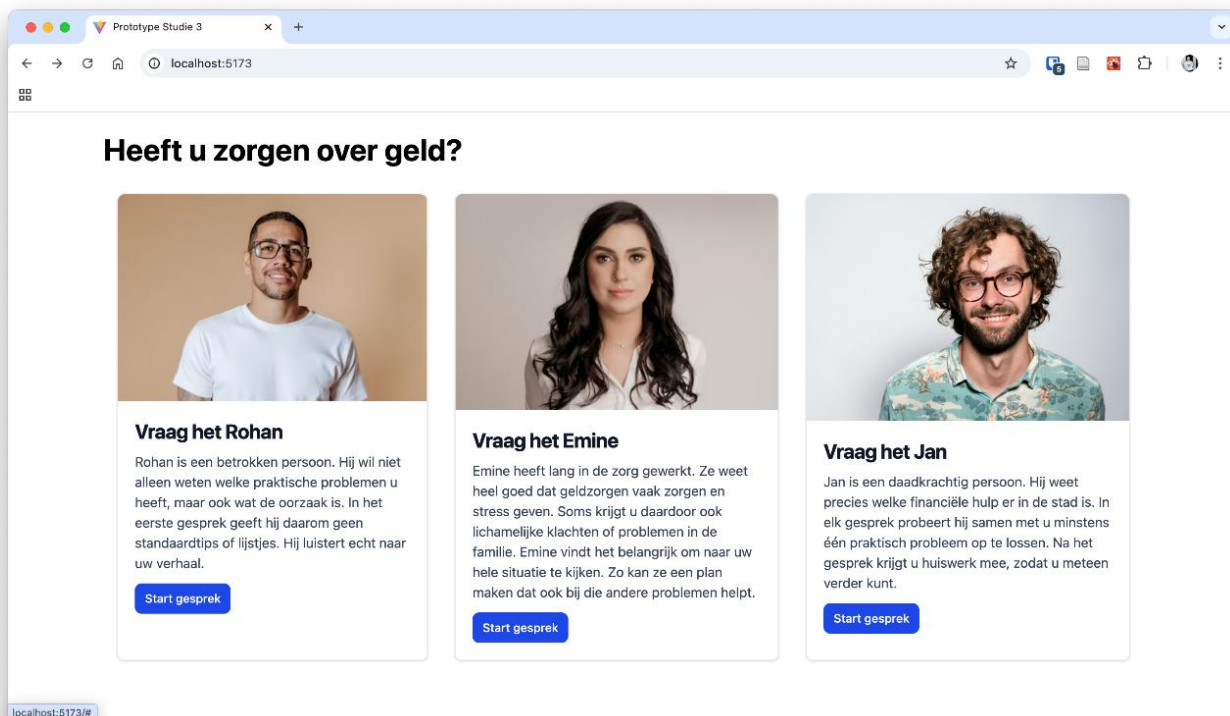 Prototype Studie 3
localhost:5173
5
Heeft u zorgen over geld?
Vraag het Rohan
Rohan is een betrokken persoon. Hij wil niet
alleen weten welke praktische problemen u
heeft, maar ook wat de oorzaak is. In het
eerste gesprek geeft hij daarom geen
standaardtips of lijstjes. Hij luistert echt naar
uw verhaal.
Start gesprek
Vraag het Emine
Emine heeft lang in de zorg gewerkt. Ze weet
heel goed dat geldzorgen vaak zorgen en
stress geven. Soms krijgt u daardoor ook
lichamelijke klachten of problemen in de
familie. Emine vindt het belangrijk om naar uw
hele situatie te kijken. Zo kan ze een plan
maken dat ook bij die andere problemen helpt.
Start gesprek
Vraag het Jan
Jan is een daadkrachtig persoon. Hij weet
precies welke financiële hulp er in de stad is. In
elk gesprek probeert hij samen met u minstens
één praktisch probleem op te lossen. Na het
gesprek krijgt u huiswerk mee, zodat u meteen
verder kunt.
Start gesprek
localhost:5173/#